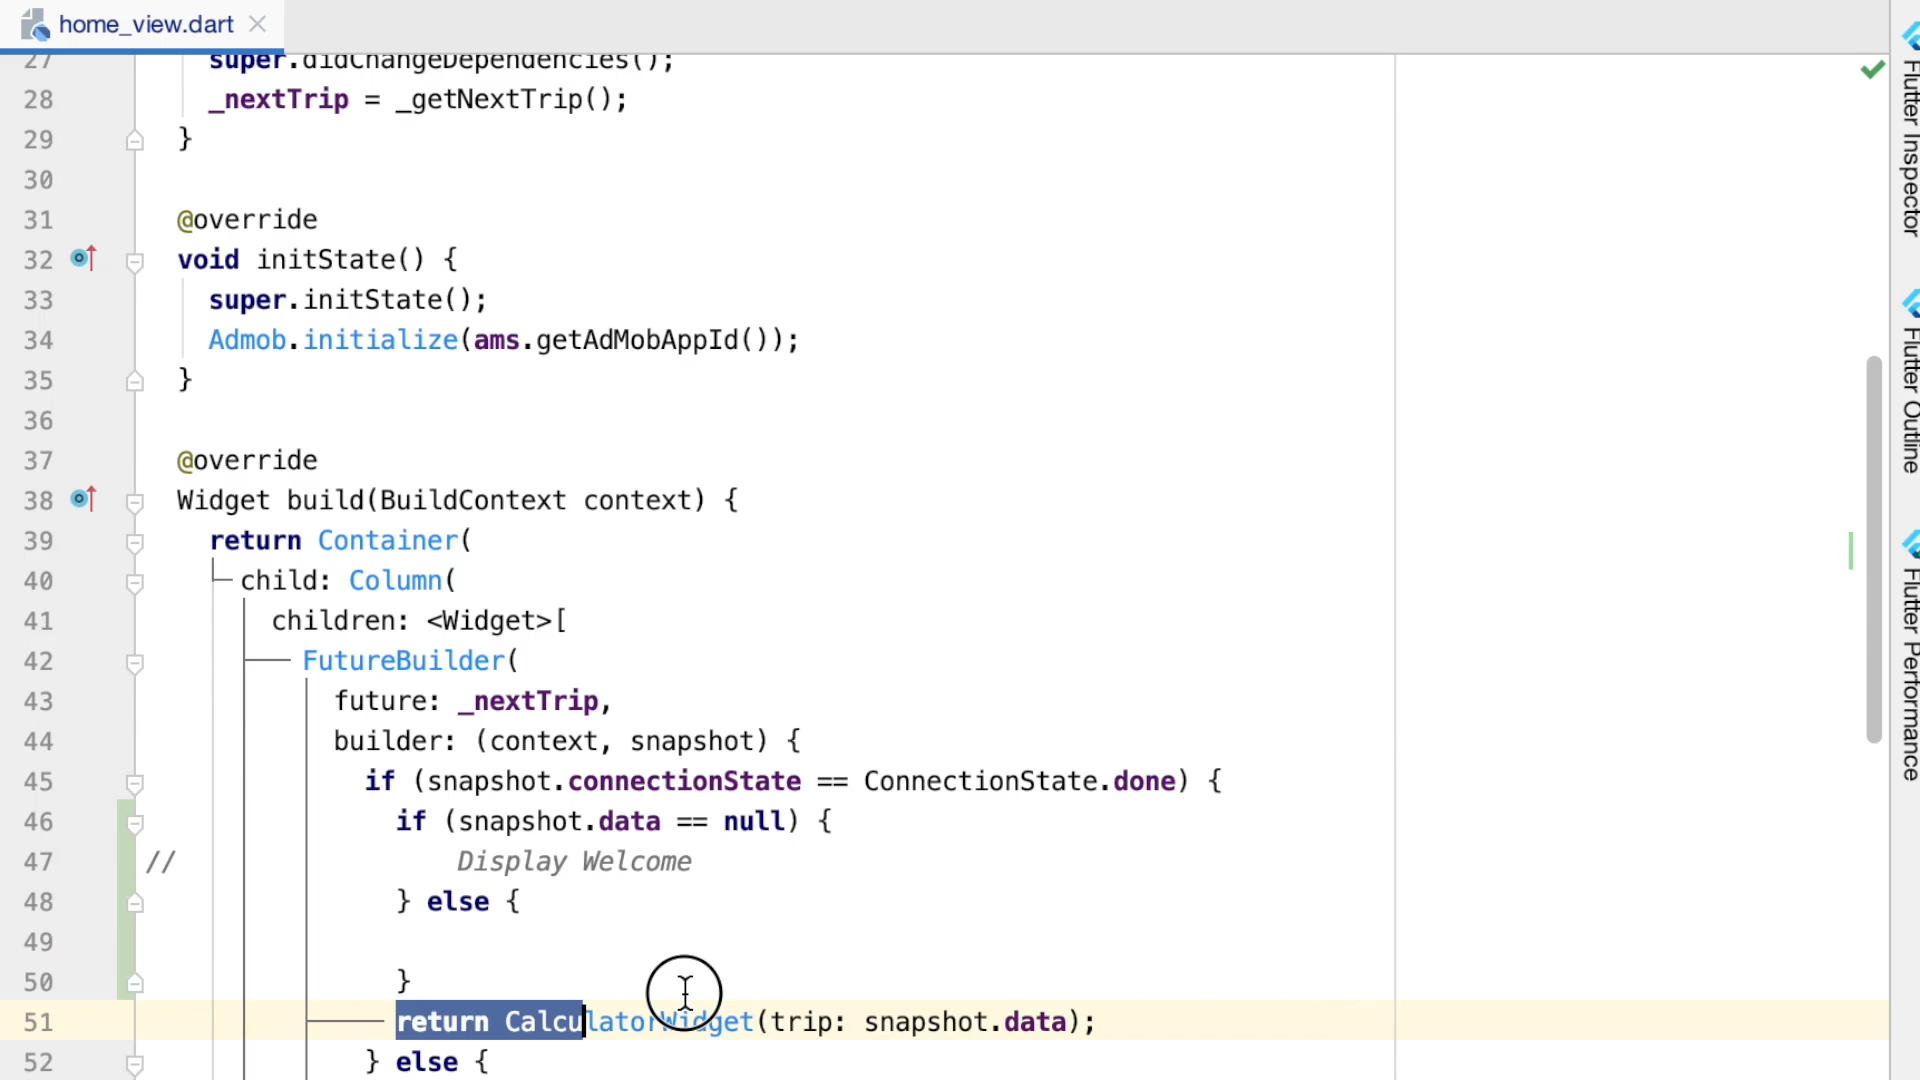 home_view.dart
27 super.didChangeDependencies();
28 _nextTrip = _getNextTrip();
29 }
30
31 @override
32 void initState() {
33 super.initState();
34 Admob.initialize(ams.getAdMobAppId());
35 }
36
37 @override
38 Widget build(BuildContext context) {
39 return Container(
40 child: Column(
41 children: <Widget>[
42 FutureBuilder(
43 future: _nextTrip,
44 builder: (context, snapshot) {
45 if (snapshot.connectionState == ConnectionState.done) {
46 if (snapshot.data == null) {
47 // Display Welcome
48 } else {
49
50 }
51 return CalculatorWidget(trip: snapshot.data);
52 } else {
Flutter Inspector
Flutter Outline
Flutter Performance